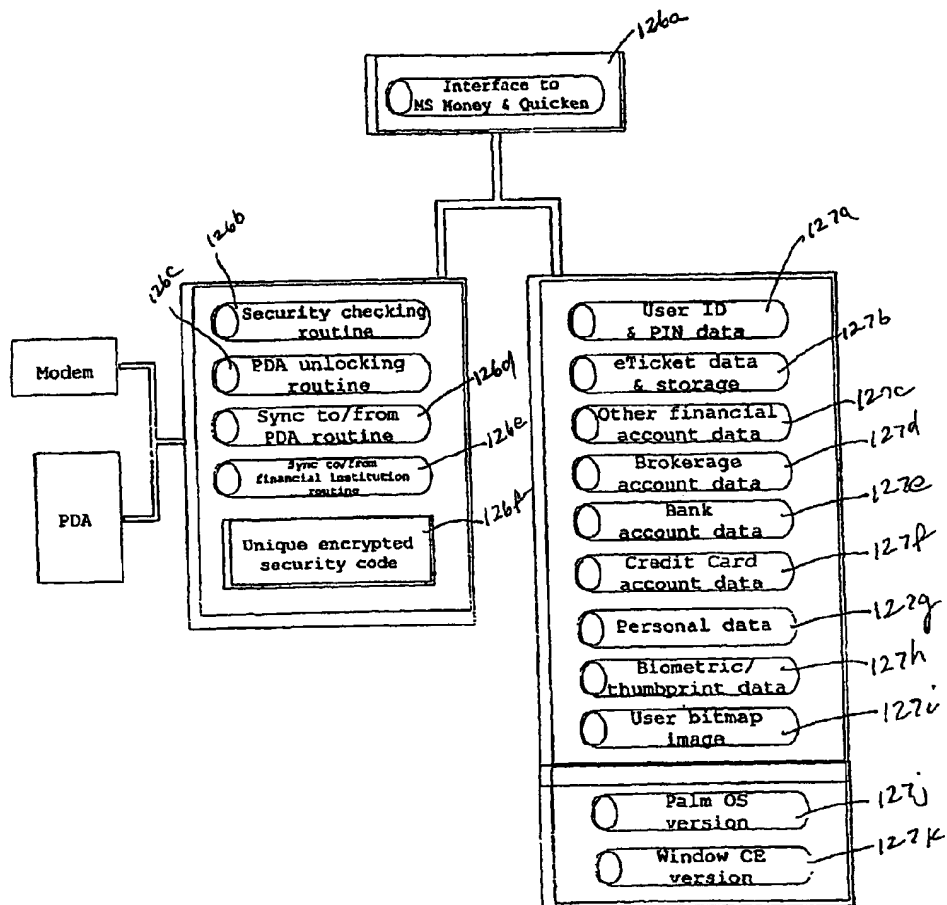 126a
Interface to
MS Money & Quicken
126b
126c
Security checking
routine
PDA unlocking
routine
126d
Sync to/from
PDA routine
126e
Sync to/from
financial institution
routine
126f
Unique encrypted
security code
Modem
PDA
127a
User ID
& PIN data
127b
eTicket data
& storage
127c
Other financial
account data
127d
Brokerage
account data
127e
Bank
account data
127f
Credit Card
account data
127g
Personal data
127h
Biometric/
thumbprint data
127i
User bitmap
image
127j
Palm OS
version
127k
Window CE
version